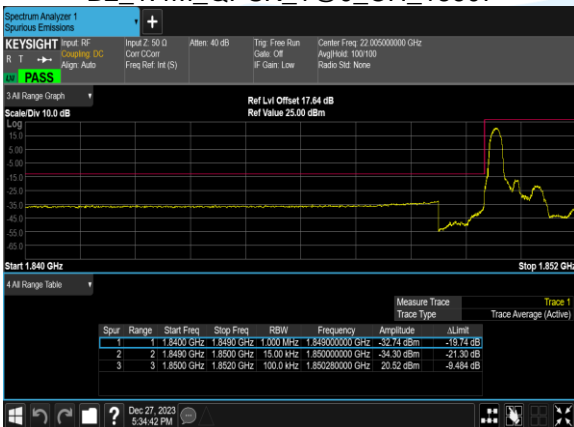 Spectrum Analyzer 1
Spurious Emissions
KEYSIGHT Input: RF Input Z: 50 Ω Atten: 40 dB Trig: Free Run Center Freq: 22.005000000 GHz
R T Coupling: DC Corr CCorr Gate: Off Avg|Hold: 100/100
Align: Auto Freq Ref: Int (S) IF Gain: Low Radio Std: None
PASS
3 All Range Graph
Ref Lvl Offset 17.64 dB
Scale/Div 10.0 dB Ref Value 25.00 dBm
Log
15.0
5.00
-5.00
-15.0
-25.0
-35.0
-45.0
-55.0
-65.0
Start 1.840 GHz Stop 1.852 GHz
4 All Range Table
Measure Trace Trace 1
Trace Type Trace Average (Active)
Spur Range Start Freq Stop Freq RBW Frequency Amplitude ΔLimit
1 1 1.8400 GHz 1.8490 GHz 1.000 MHz 1.849000000 GHz -32.74 dBm -19.74 dB
2 2 1.8490 GHz 1.8500 GHz 15.00 kHz 1.850000000 GHz -34.30 dBm -21.30 dB
3 3 1.8500 GHz 1.8520 GHz 100.0 kHz 1.850280000 GHz 20.52 dBm -9.484 dB
?
Dec 27, 2023
5:34:42 PM